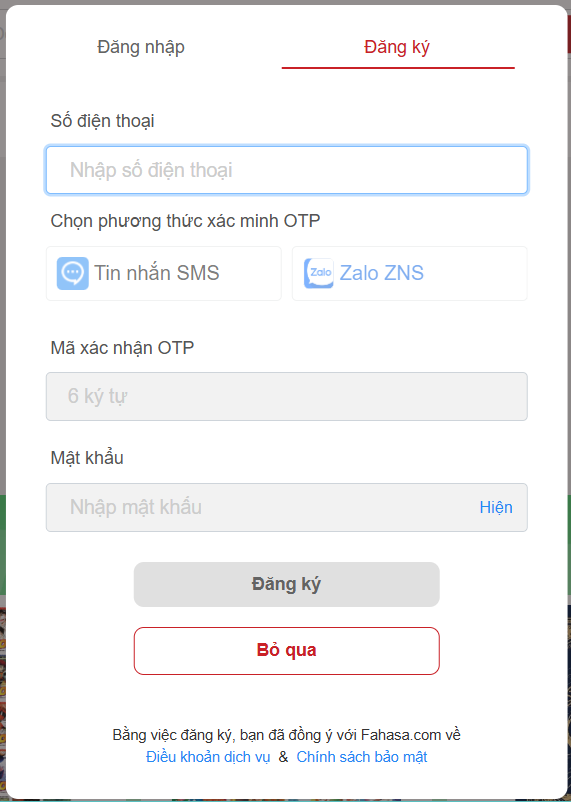 Đăng nhập
Đăng ký
Số điện thoại
Nhập số điện thoại
Chọn phương thức xác minh OTP
Tin nhắn SMS
Zalo
Zalo ZNS
Mã xác nhận OTP
6 ký tự
Mật khẩu
Nhập mật khẩu
Hiện
Đăng ký
Bỏ qua
Bằng việc đăng ký, bạn đã đồng ý với Fahasa.com về
Điều khoản dịch vụ & Chính sách bảo mật